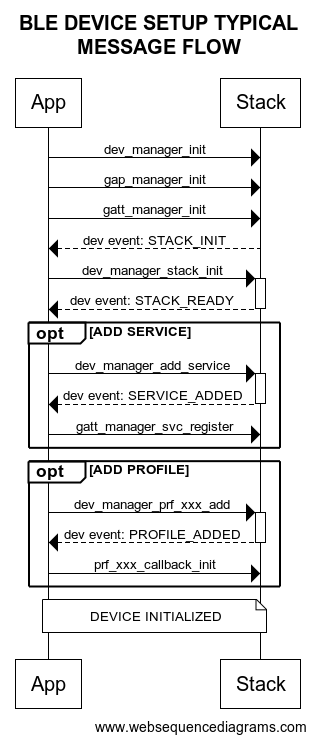 BLE DEVICE SETUP TYPICAL
MESSAGE FLOW
App
Stack
dev_manager_init
gap_manager_init
gatt_manager_init
dev event: STACK_INIT
dev_manager_stack_init
dev event: STACK_READY
opt [ADD SERVICE]
dev_manager_add_service
dev event: SERVICE_ADDED
gatt_manager_svc_register
opt [ADD PROFILE]
dev_manager_prf_xxx_add
dev event: PROFILE_ADDED
prf_xxx_callback_init
DEVICE INITIALIZED
App
Stack
www.websequencediagrams.com